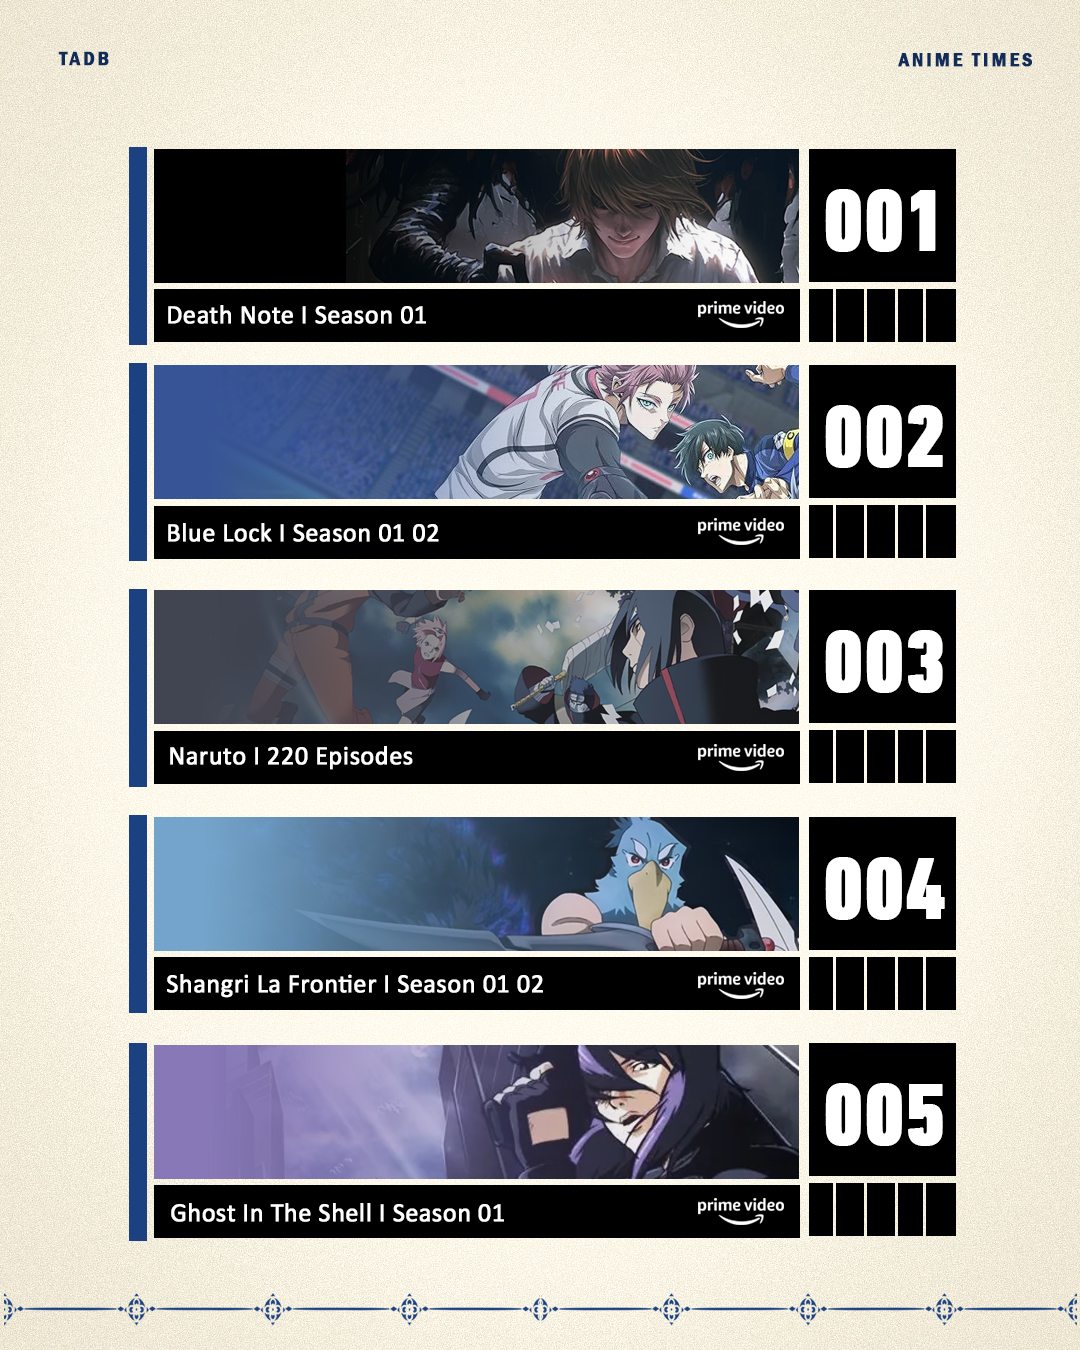 TADB
ANIME TIMES
001
Death Note I Season 01
prime video
002
Blue Lock I Season 01 02
prime video
003
Naruto I 220 Episodes
prime video
004
Shangri La Frontier I Season 01 02
prime video
005
Ghost In The Shell I Season 01
prime video